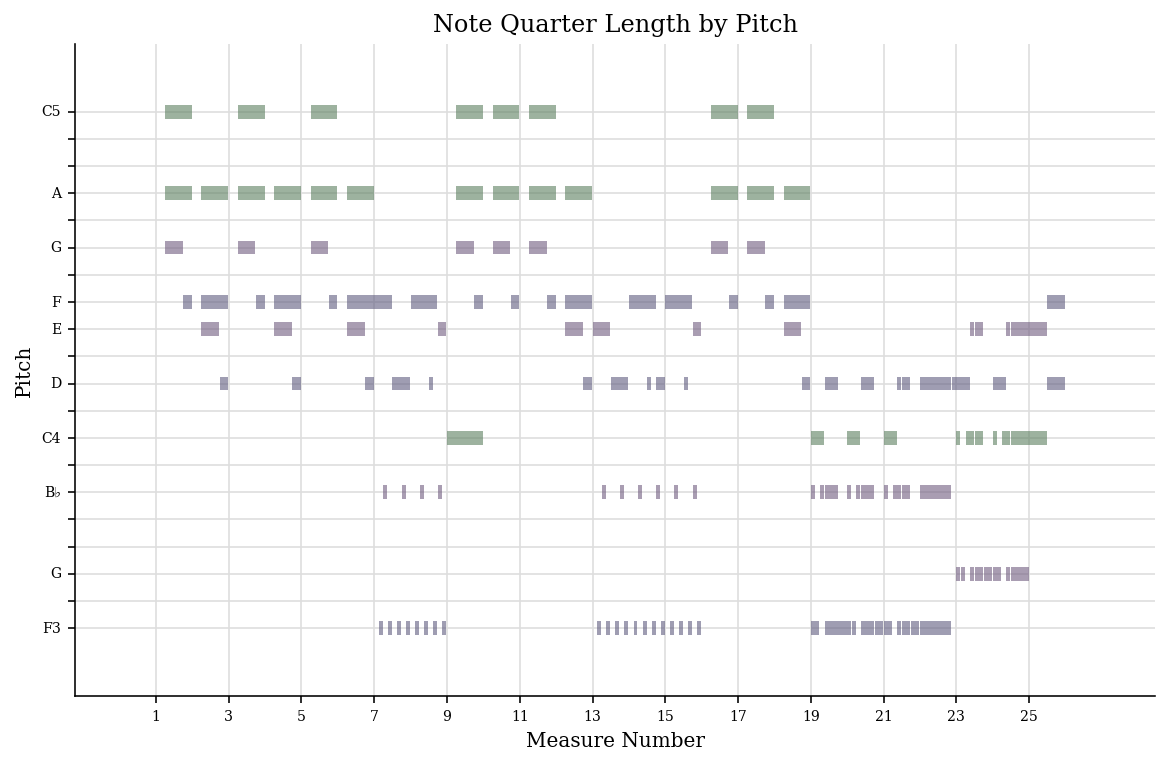 Note Quarter Length by Pitch
C5
A
G
F
E
D
C4
B♭
G
F3
Pitch
1 3 5 7 9 11 13 15 17 19 21 23 25
Measure Number